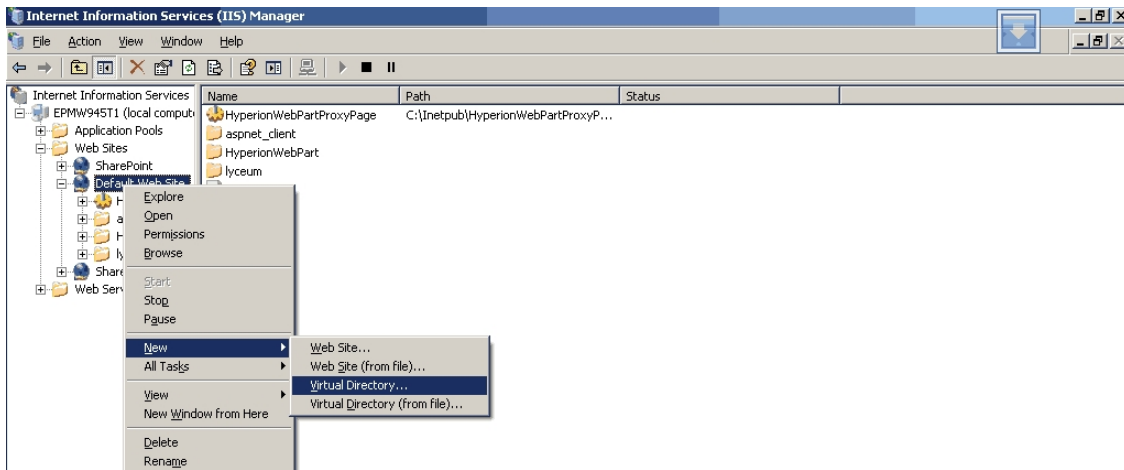 Internet Information Services (IIS) Manager
File Action View Window Help
Internet Information Services
Name Path Status
EPMW945T1 (local compute
HyperionWebPartProxyPage C:\Inetpub\HyperionWebPartProxyP...
Application Pools
aspnet_client
Web Sites
HyperionWebPart
SharePoint
lyceum
Default Web Site
Explore
Open
Permissions
Browse
Share
Start
Web Serv
Stop
Pause
New
Web Site...
All Tasks
Web Site (from file)...
Virtual Directory...
View
Virtual Directory (from file)...
New Window from Here
Delete
Rename